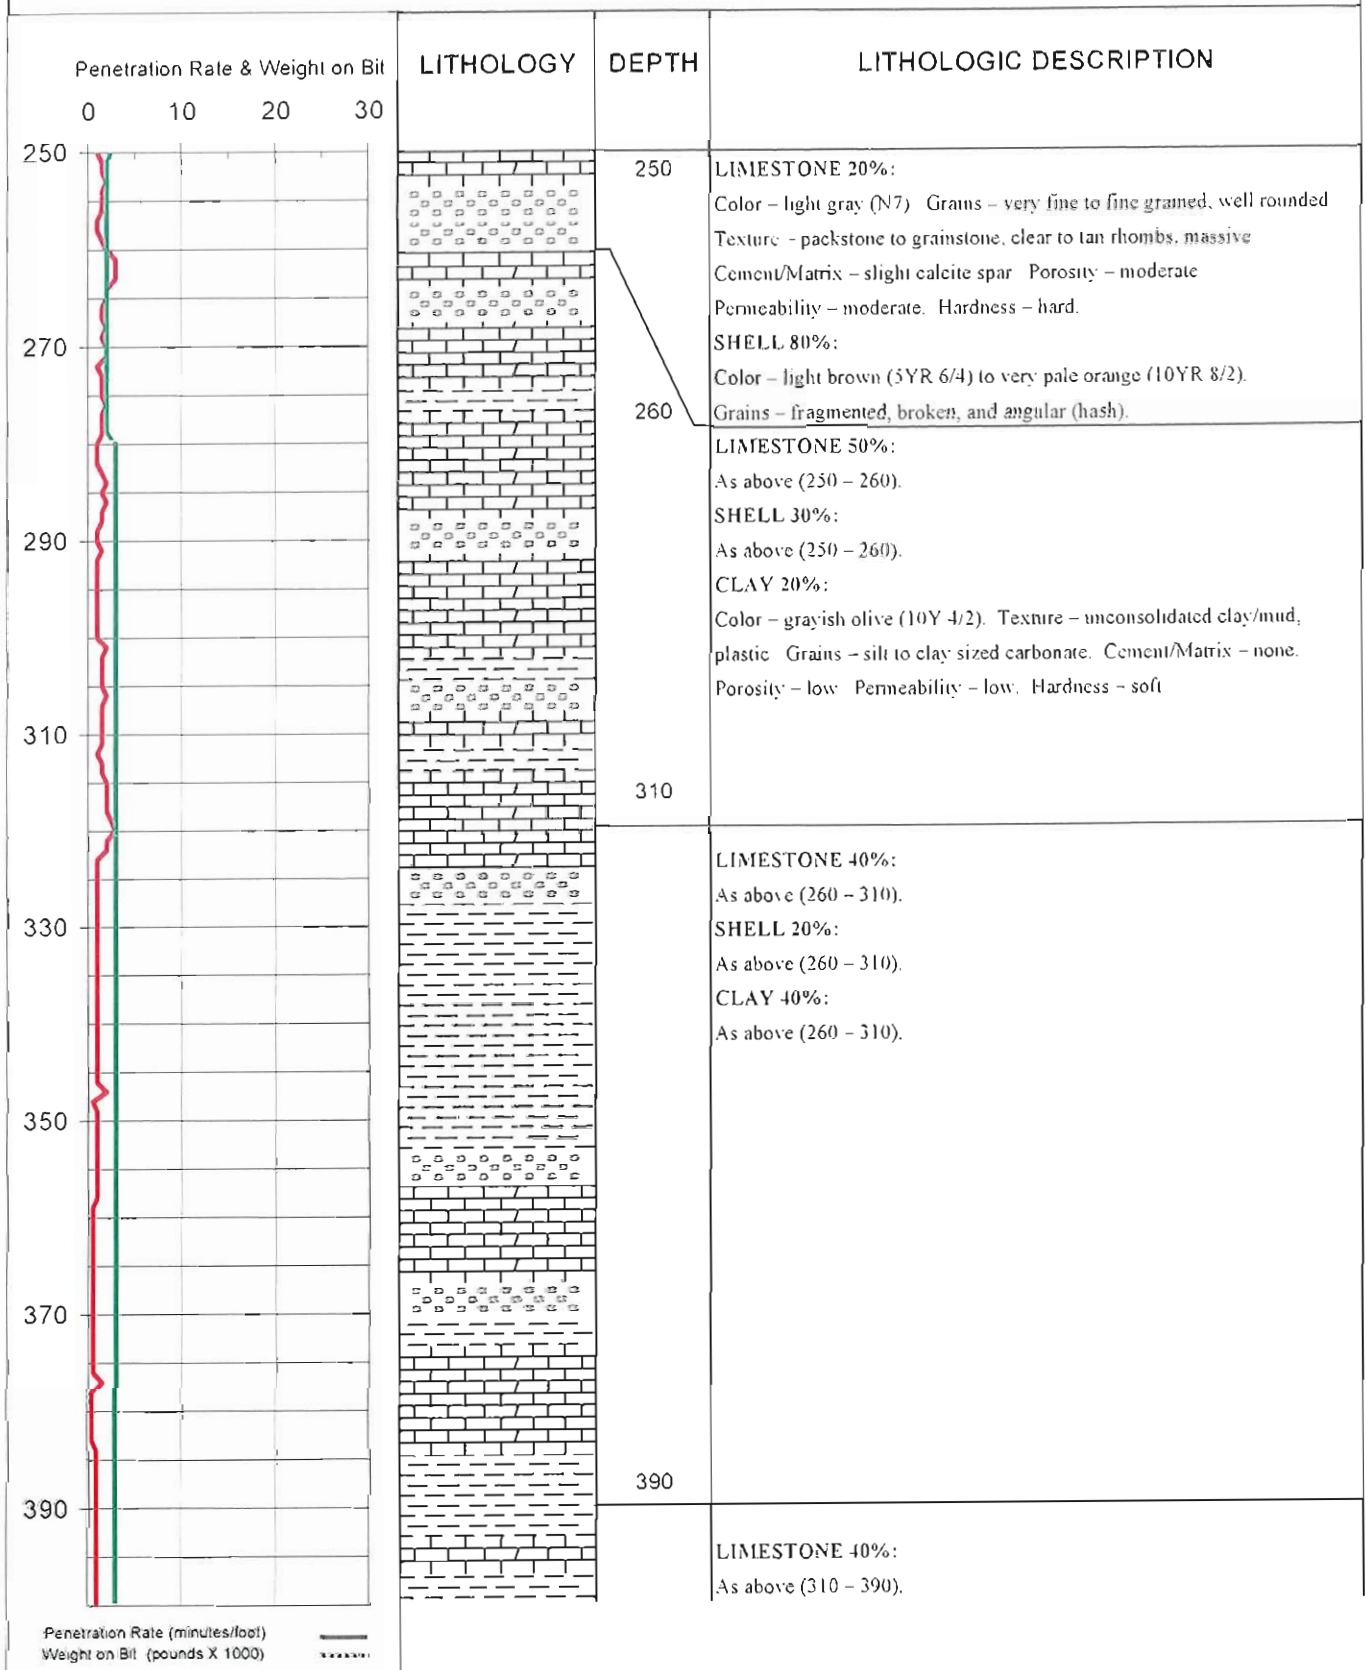 Penetration Rate & Weight on Bit
0 10 20 30
LITHOLOGY
DEPTH
LITHOLOGIC DESCRIPTION
250
270
290
310
330
350
370
390
250
260
310
390
LIMESTONE 20%:
Color – light gray (N7) Grains – very fine to fine grained, well rounded
Texture - packstone to grainstone, clear to tan rhombs, massive
Cement/Matrix – slight calcite spar Porosity – moderate
Permeability – moderate. Hardness – hard.
SHELL 80%:
Color – light brown (5YR 6/4) to very pale orange (10YR 8/2).
Grains – fragmented, broken, and angular (hash).
LIMESTONE 50%:
As above (250 – 260).
SHELL 30%:
As above (250 – 260).
CLAY 20%:
Color – grayish olive (10Y 4/2). Texture – unconsolidated clay/mud,
plastic Grains – silt to clay sized carbonate. Cement/Matrix – none.
Porosity – low Permeability – low. Hardness – soft
LIMESTONE 40%:
As above (260 – 310).
SHELL 20%:
As above (260 – 310).
CLAY 40%:
As above (260 – 310).
LIMESTONE 40%:
As above (310 – 390).
Penetration Rate (minutes/foot)
Weight on Bit (pounds X 1000)